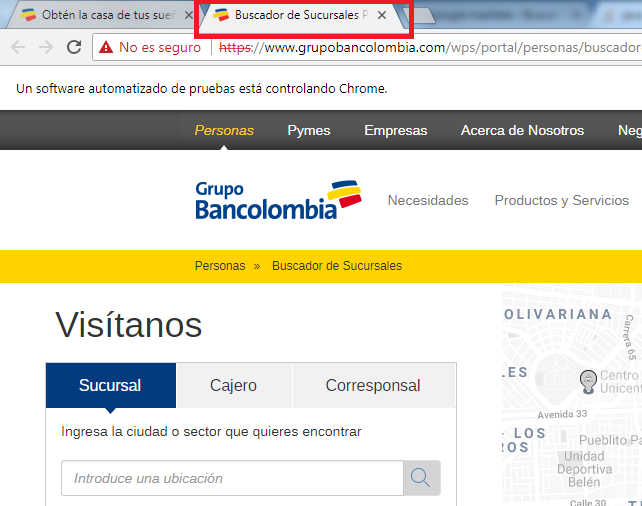 Obtén la casa de tus sueñ
Buscador de Sucursales P
No es seguro
https://www.grupobancolombia.com/wps/portal/personas/buscador
Un software automatizado de pruebas está controlando Chrome.
Personas Pymes Empresas Acerca de Nosotros Neg
Grupo
Bancolombia
Necesidades Productos y Servicios
Personas » Buscador de Sucursales
Visítanos
Sucursal Cajero Corresponsal
Ingresa la ciudad o sector que quieres encontrar
Introduce una ubicación
OLIVARIANA
Carrera 65
LES
Centro
Unicent
Avenida 33
LOS
ROS
Pueblito Pa
Unidad
Deportiva
Belén
Calle 30